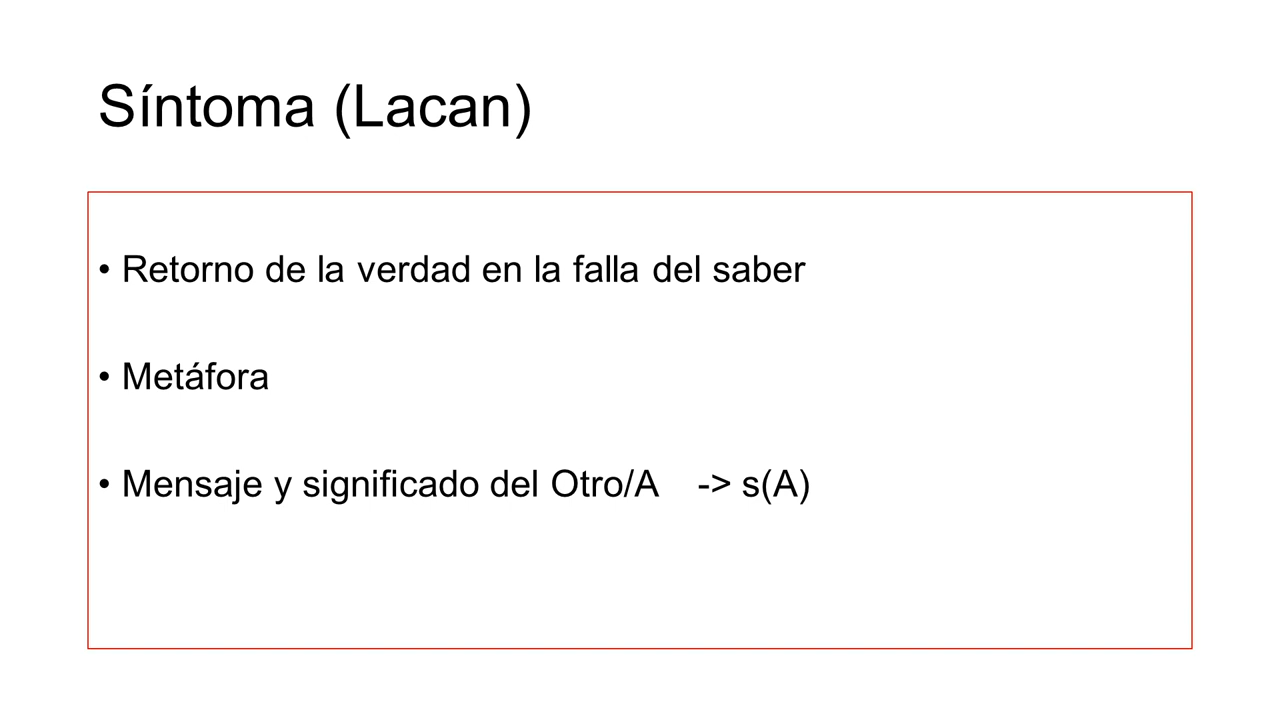 Síntoma (Lacan)
• Retorno de la verdad en la falla del saber
• Metáfora
• Mensaje y significado del Otro/A -> s(A)